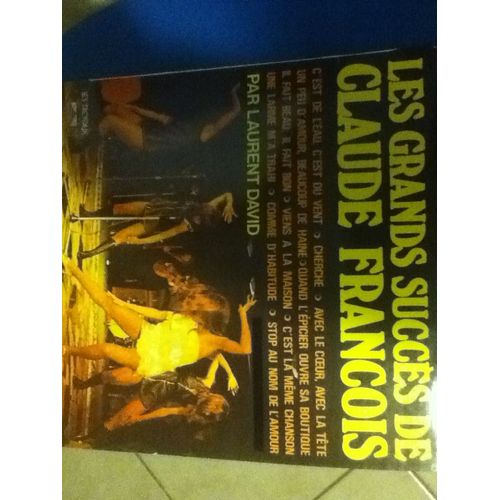 LES GRANDS SUCCÈS DE
CLAUDE FRANCOIS
C'EST DE L'EAU, C'EST DU VENT > CHERCHE > AVEC LE CŒUR, AVEC LA TÊTE
UN PEU D'AMOUR, BEAUCOUP DE HAINE > QUAND L'ÉPICIER OUVRE SA BOUTIQUE
IL FAIT BEAU, IL FAIT BON > VIENS A LA MAISON > C'EST LA MÊME CHANSON
UNE LARME M'A TRAHI > COMME D'HABITUDE > STOP AU NOM DE L'AMOUR
PAR LAURENT DAVID